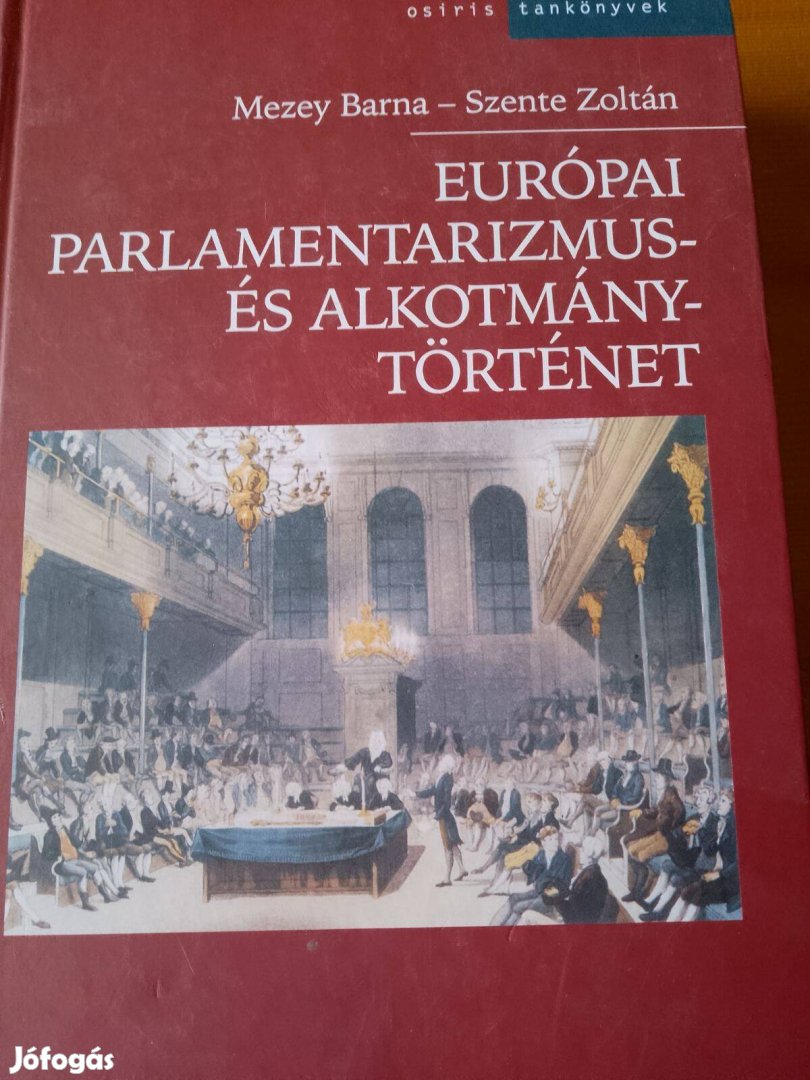 osiris tankönyvek
Mezey Barna – Szente Zoltán
EURÓPAI
PARLAMENTARIZMUS-
ÉS ALKOTMÁNY-
TÖRTÉNET
Jófogás